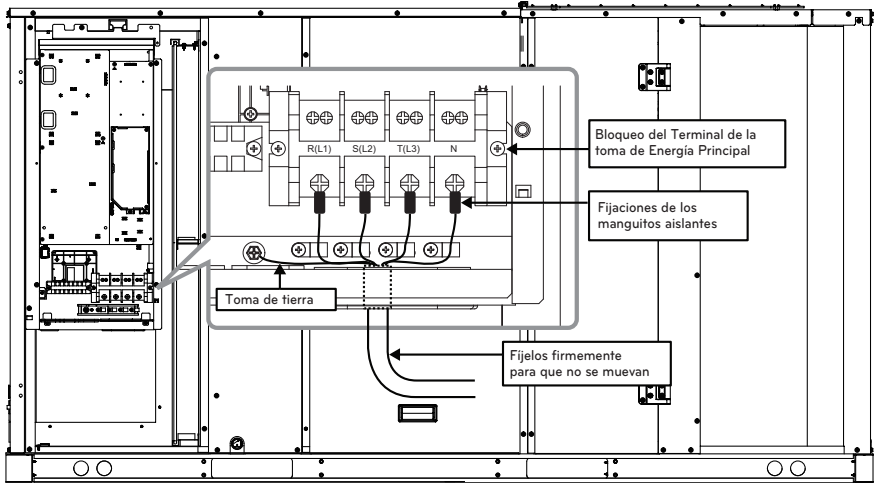 R(L1) S(L2) T(L3) N
Bloqueo del Terminal de la
toma de Energía Principal
Fijaciones de los
manguitos aislantes
Toma de tierra
Fíjelos firmemente
para que no se muevan